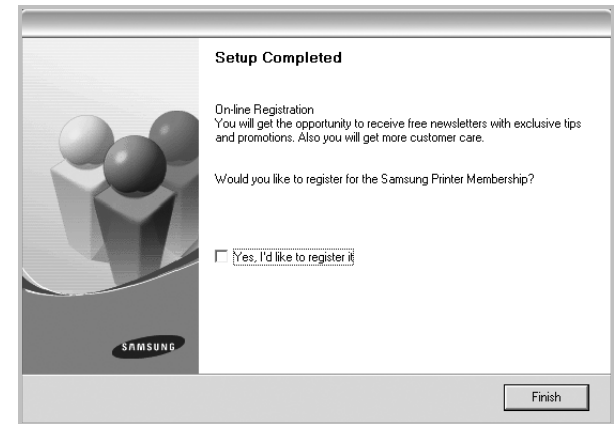 Setup Completed
On-line Registration
You will get the opportunity to receive free newsletters with exclusive tips
and promotions. Also you will get more customer care.
Would you like to register for the Samsung Printer Membership?
Yes, I'd like to register it
SAMSUNG
Finish